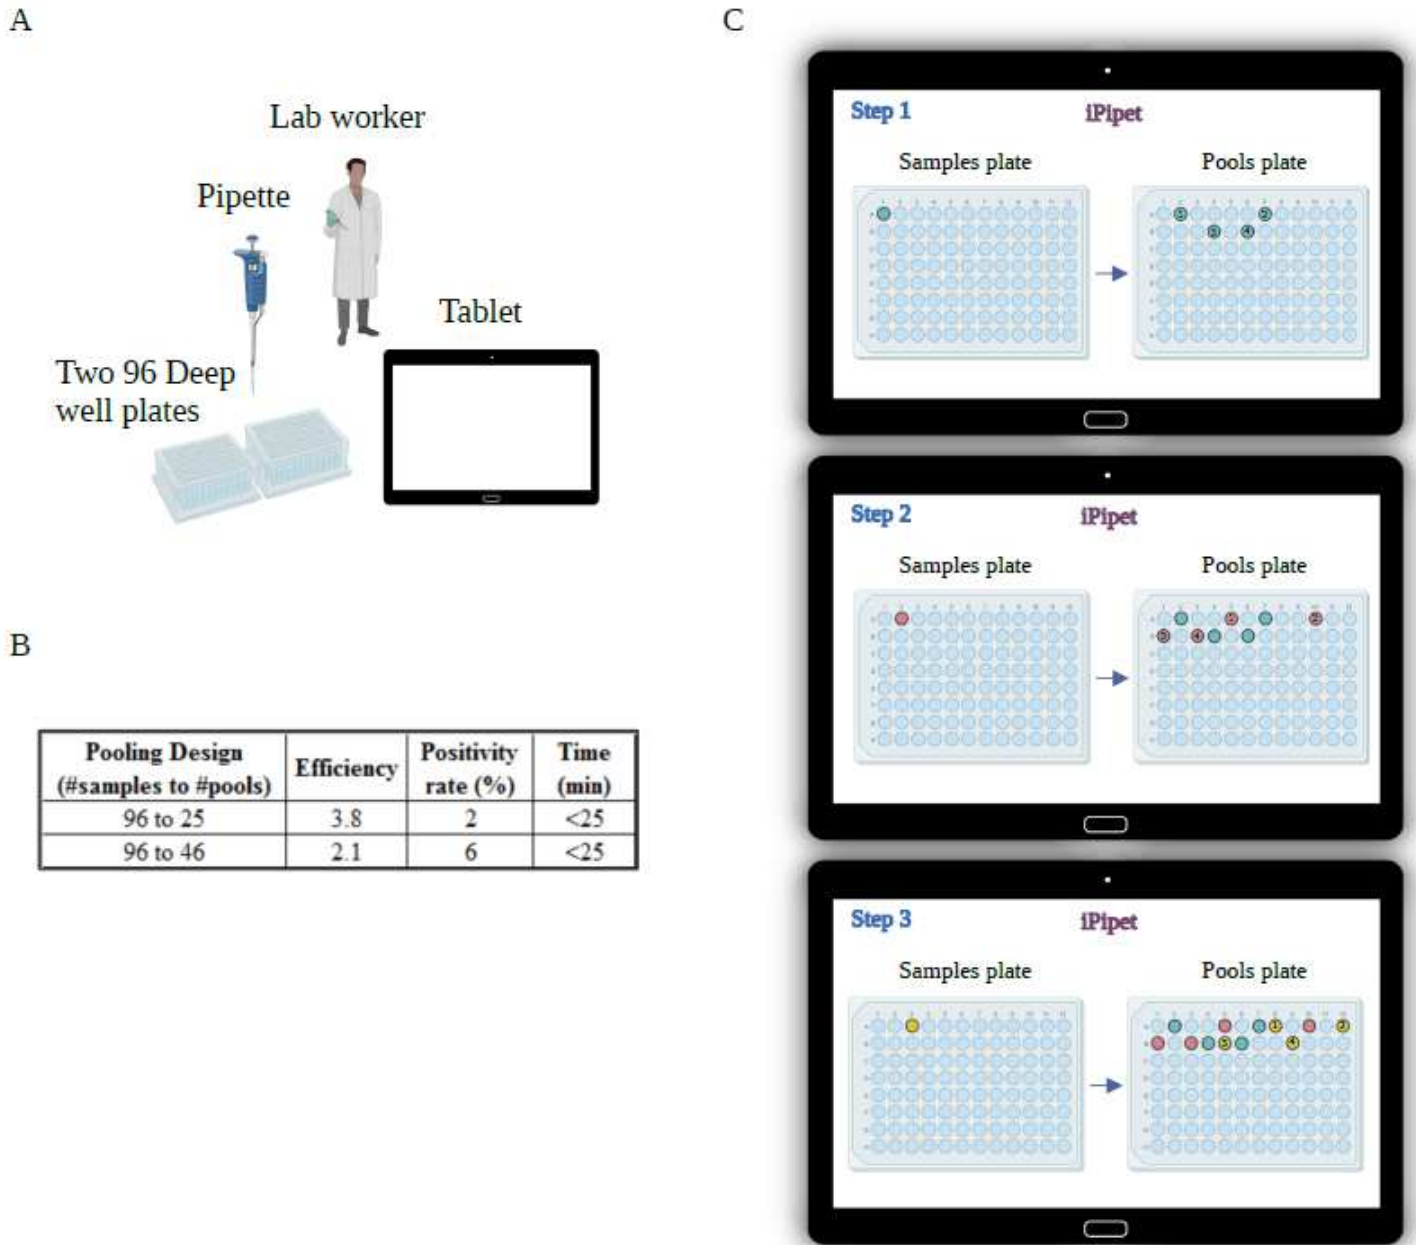 A
Lab worker
Pipette
Tablet
Two 96 Deep
well plates
B
Pooling Design
(#samples to #pools)
Efficiency
Positivity
rate (%)
Time
(min)
96 to 25
3.8
2
<25
96 to 46
2.1
6
<25
C
Step 1
iPipet
Samples plate
Pools plate
Step 2
iPipet
Samples plate
Pools plate
Step 3
iPipet
Samples plate
Pools plate